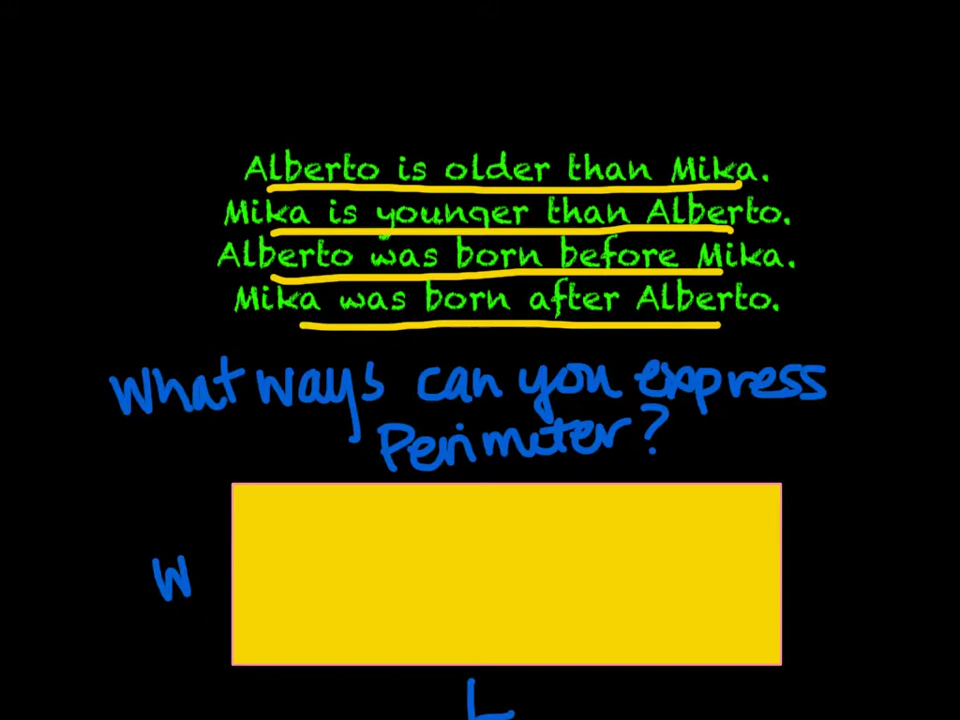 Alberto is older than Mika.
Mika is younger than Alberto.
Alberto was born before Mika.
Mika was born after Alberto.
What ways can you express
Perimeter?
W
L